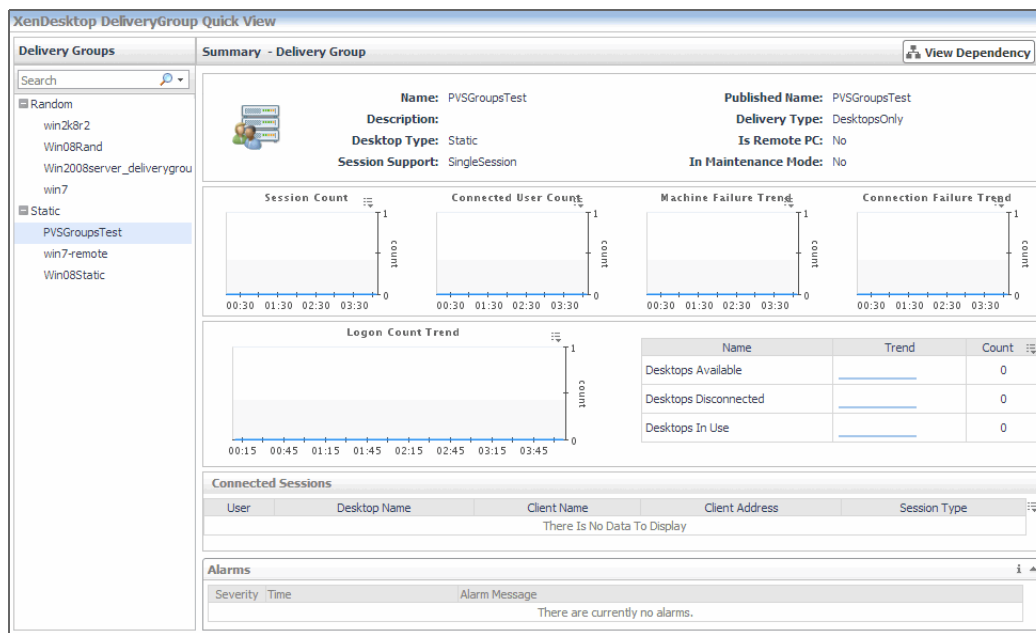 XenDesktop DeliveryGroup Quick View
Delivery Groups
Search
Random
win2k8r2
Win08Rand
Win2008server_deliverygrou
win7
Static
PVSGroupsTest
win7-remote
Win08Static
Summary - Delivery Group
View Dependency
Name: PVSGroupsTest
Published Name: PVSGroupsTest
Description:
Delivery Type: DesktopsOnly
Desktop Type: Static
Is Remote PC: No
Session Support: SingleSession
In Maintenance Mode: No
Session Count
1
count
0
00:30 01:30 02:30 03:30
Connected User Count
1
count
0
00:30 01:30 02:30 03:30
Machine Failure Trend
1
count
0
00:30 01:30 02:30 03:30
Connection Failure Trend
1
count
0
00:30 01:30 02:30 03:30
Logon Count Trend
1
count
0
00:15 00:45 01:15 01:45 02:15 02:45 03:15 03:45
Name Trend Count
Desktops Available 0
Desktops Disconnected 0
Desktops In Use 0
Connected Sessions
User Desktop Name Client Name Client Address Session Type
There Is No Data To Display
Alarms
Severity Time Alarm Message
There are currently no alarms.